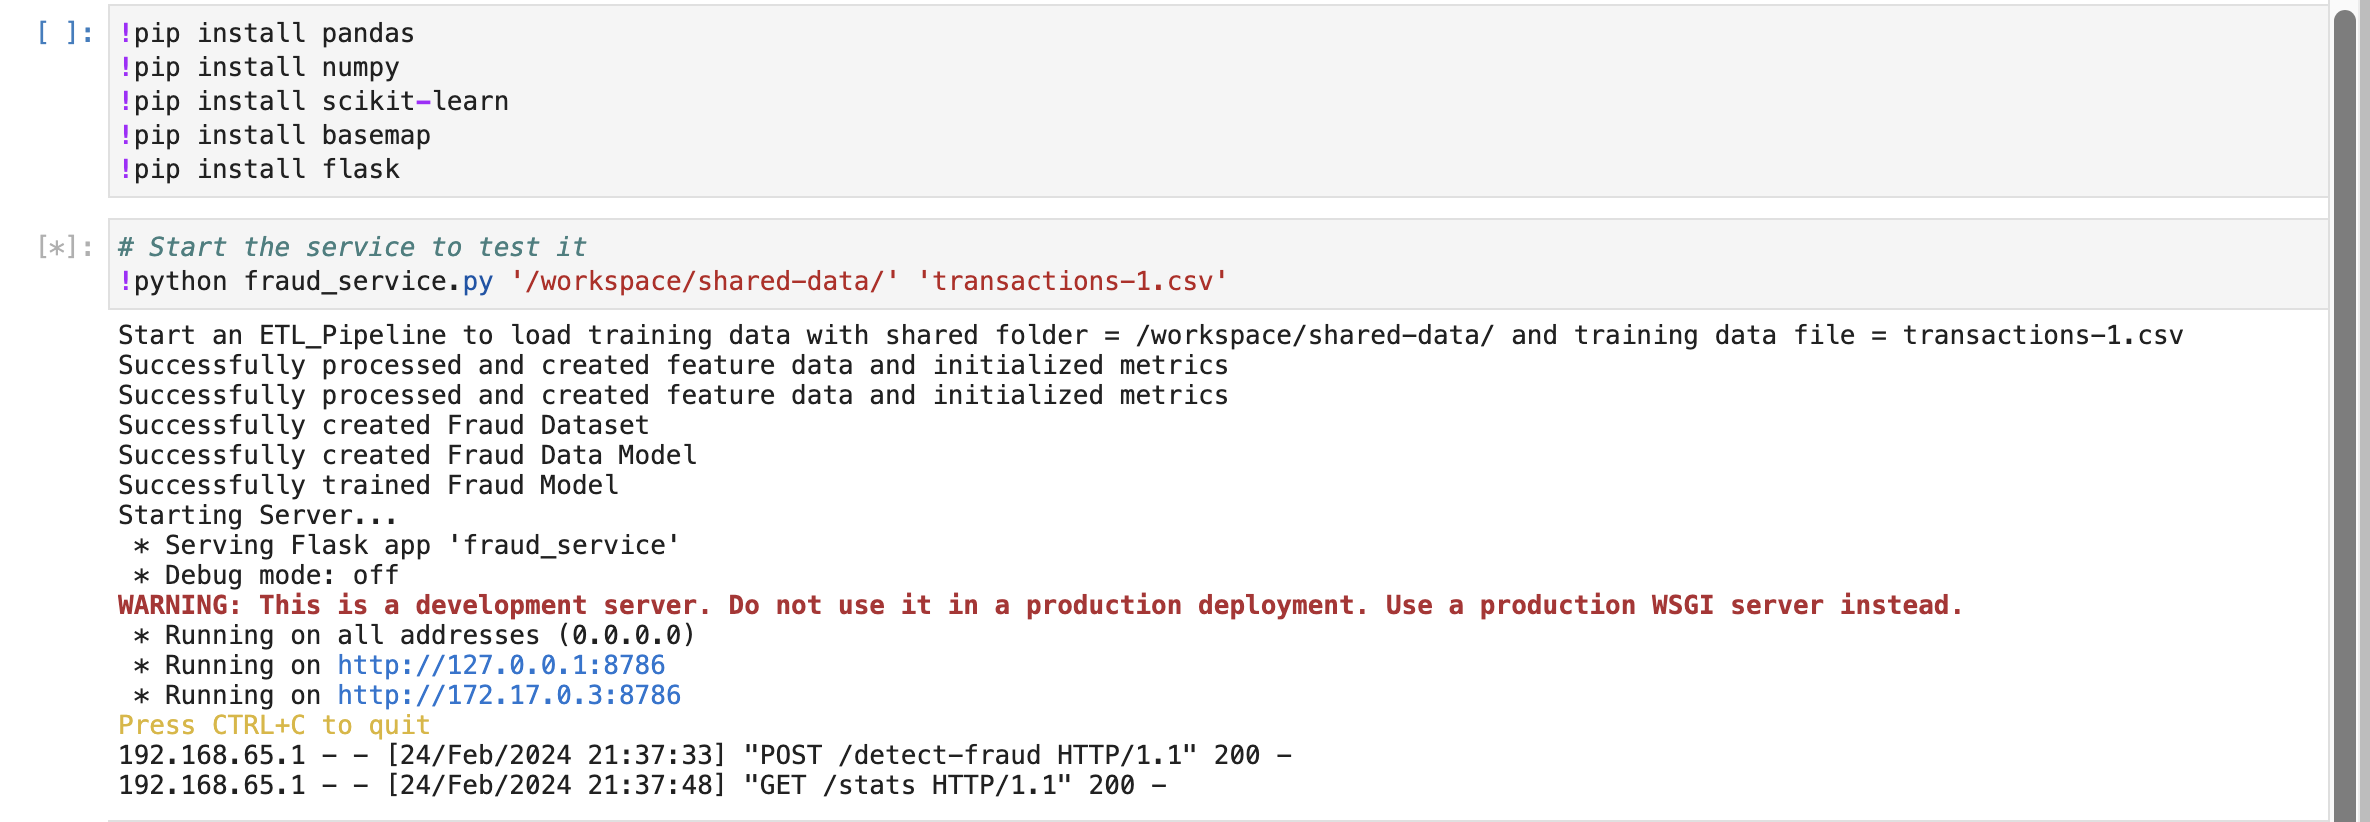 [ ]:
!pip install pandas
!pip install numpy
!pip install scikit-learn
!pip install basemap
!pip install flask
[*]:
# Start the service to test it
!python fraud_service.py '/workspace/shared-data/' 'transactions-1.csv'
Start an ETL_Pipeline to load training data with shared folder = /workspace/shared-data/ and training data file = transactions-1.csv
Successfully processed and created feature data and initialized metrics
Successfully processed and created feature data and initialized metrics
Successfully created Fraud Dataset
Successfully created Fraud Data Model
Successfully trained Fraud Model
Starting Server...
 * Serving Flask app 'fraud_service'
 * Debug mode: off
WARNING: This is a development server. Do not use it in a production deployment. Use a production WSGI server instead.
 * Running on all addresses (0.0.0.0)
 * Running on http://127.0.0.1:8786
 * Running on http://172.17.0.3:8786
Press CTRL+C to quit
192.168.65.1 - - [24/Feb/2024 21:37:33] "POST /detect-fraud HTTP/1.1" 200 -
192.168.65.1 - - [24/Feb/2024 21:37:48] "GET /stats HTTP/1.1" 200 -